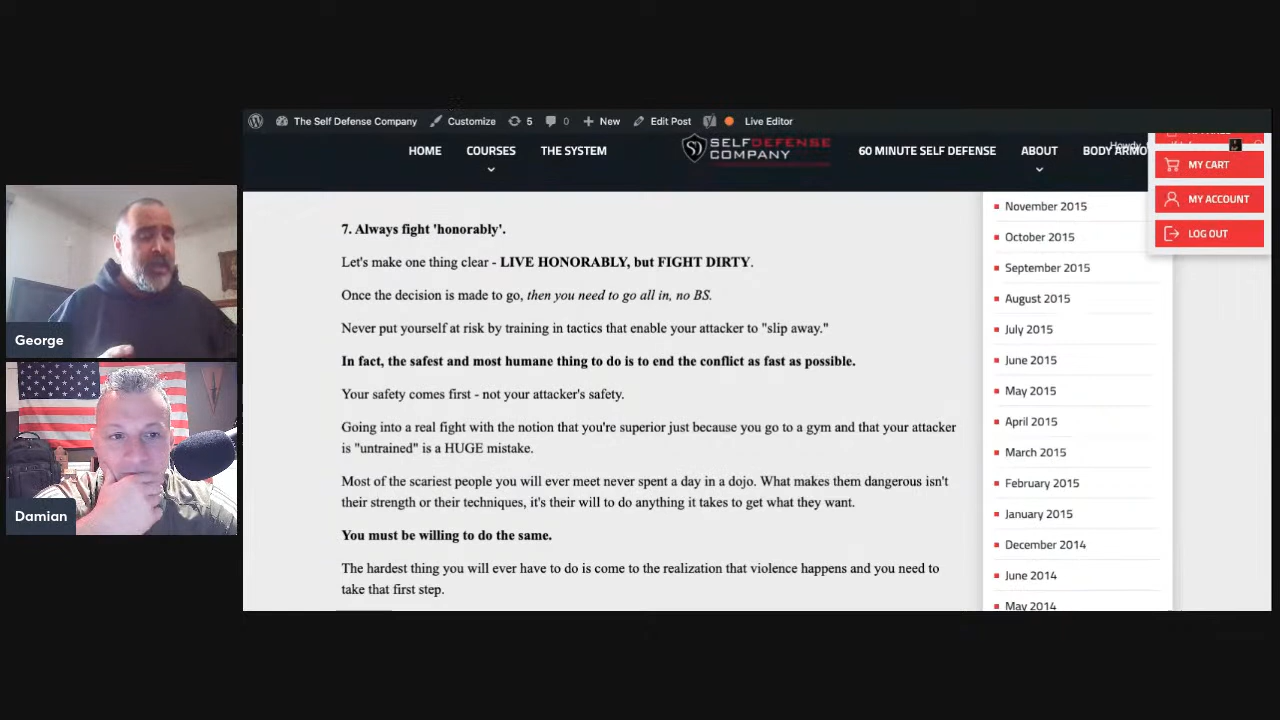 The Self Defense Company
Customize
5
0
New
Edit Post
Live Editor
HOME
COURSES
THE SYSTEM
SELFDEFENSE
COMPANY
60 MINUTE SELF DEFENSE
ABOUT
BODY ARMO
Howdy
MY CART
MY ACCOUNT
LOG OUT
7. Always fight 'honorably'.
Let's make one thing clear - LIVE HONORABLY, but FIGHT DIRTY.
Once the decision is made to go, then you need to go all in, no BS.
Never put yourself at risk by training in tactics that enable your attacker to "slip away."
In fact, the safest and most humane thing to do is to end the conflict as fast as possible.
Your safety comes first - not your attacker's safety.
Going into a real fight with the notion that you're superior just because you go to a gym and that your attacker
is "untrained" is a HUGE mistake.
Most of the scariest people you will ever meet never spent a day in a dojo. What makes them dangerous isn't
their strength or their techniques, it's their will to do anything it takes to get what they want.
You must be willing to do the same.
The hardest thing you will ever have to do is come to the realization that violence happens and you need to
take that first step.
November 2015
October 2015
September 2015
August 2015
July 2015
June 2015
May 2015
April 2015
March 2015
February 2015
January 2015
December 2014
June 2014
May 2014
George
Damian